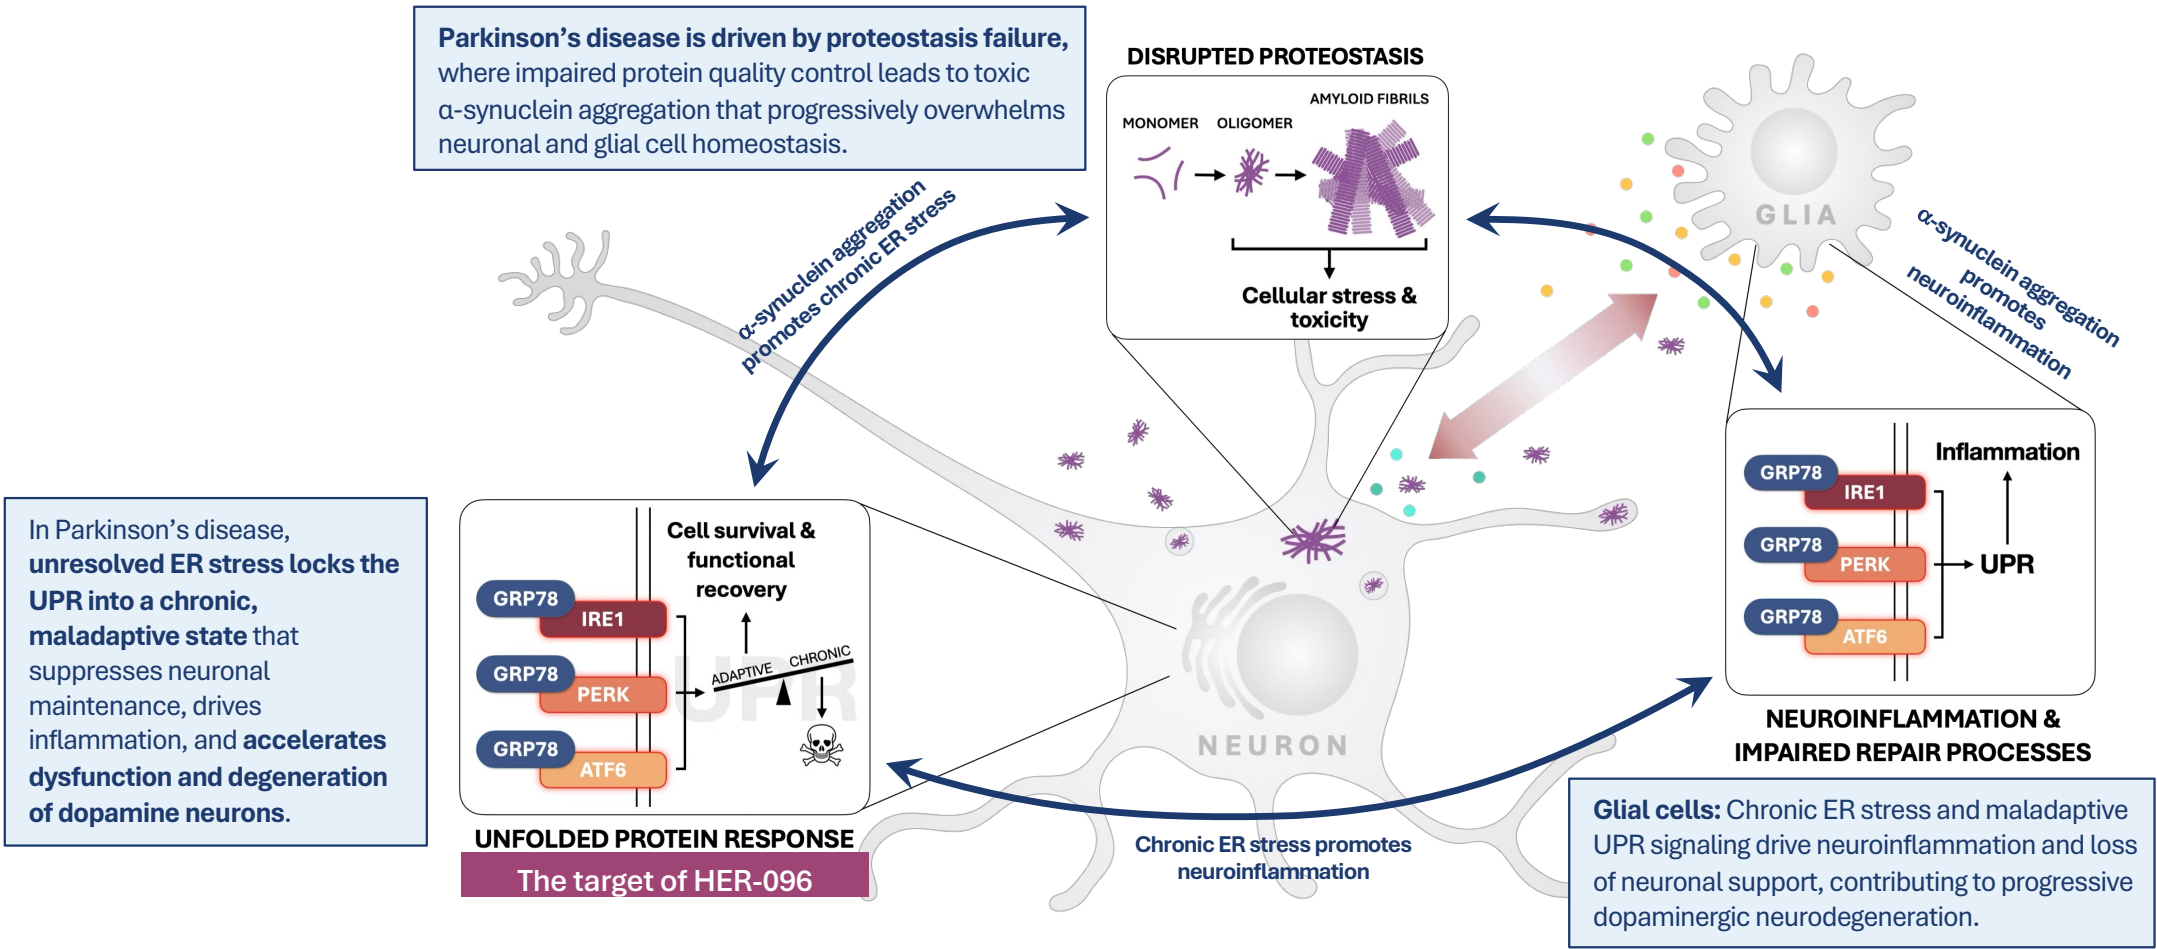 Parkinson's disease is driven by proteostasis failure,
where impaired protein quality control leads to toxic
α-synuclein aggregation that progressively overwhelms
neuronal and glial cell homeostasis.
DISRUPTED PROTEOSTASIS
AMYLOID FIBRILS
MONOMER
OLIGOMER
Cellular stress &
toxicity
GLIA
α-synuclein aggregation
promotes chronic ER stress
α-synuclein aggregation
promotes
neuroinflammation
In Parkinson's disease,
unresolved ER stress locks the
UPR into a chronic,
maladaptive state that
suppresses neuronal
maintenance, drives
inflammation, and accelerates
dysfunction and degeneration
of dopamine neurons.
Cell survival &
functional
recovery
GRP78
IRE1
GRP78
PERK
GRP78
ATF6
UPR
ADAPTIVE
CHRONIC
UNFOLDED PROTEIN RESPONSE
The target of HER-096
NEURON
Chronic ER stress promotes
neuroinflammation
Inflammation
GRP78
IRE1
GRP78
PERK
UPR
GRP78
ATF6
NEUROINFLAMMATION &
IMPAIRED REPAIR PROCESSES
Glial cells: Chronic ER stress and maladaptive
UPR signaling drive neuroinflammation and loss
of neuronal support, contributing to progressive
dopaminergic neurodegeneration.